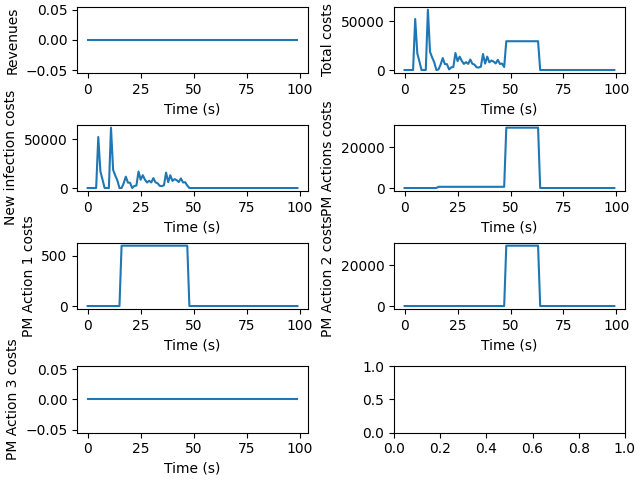 Revenues
0.05
0.00
−0.05
0 25 50 75 100
Time (s)
Total costs
50000
0
0 25 50 75 100
Time (s)
New infection costs
50000
0
0 25 50 75 100
Time (s)
PM Actions costs
20000
0
0 25 50 75 100
Time (s)
PM Action 1 costs
500
0
0 25 50 75 100
Time (s)
PM Action 2 costs
20000
0
0 25 50 75 100
Time (s)
PM Action 3 costs
0.05
0.00
−0.05
0 25 50 75 100
Time (s)
1.0
0.5
0.0
0.0 0.2 0.4 0.6 0.8 1.0